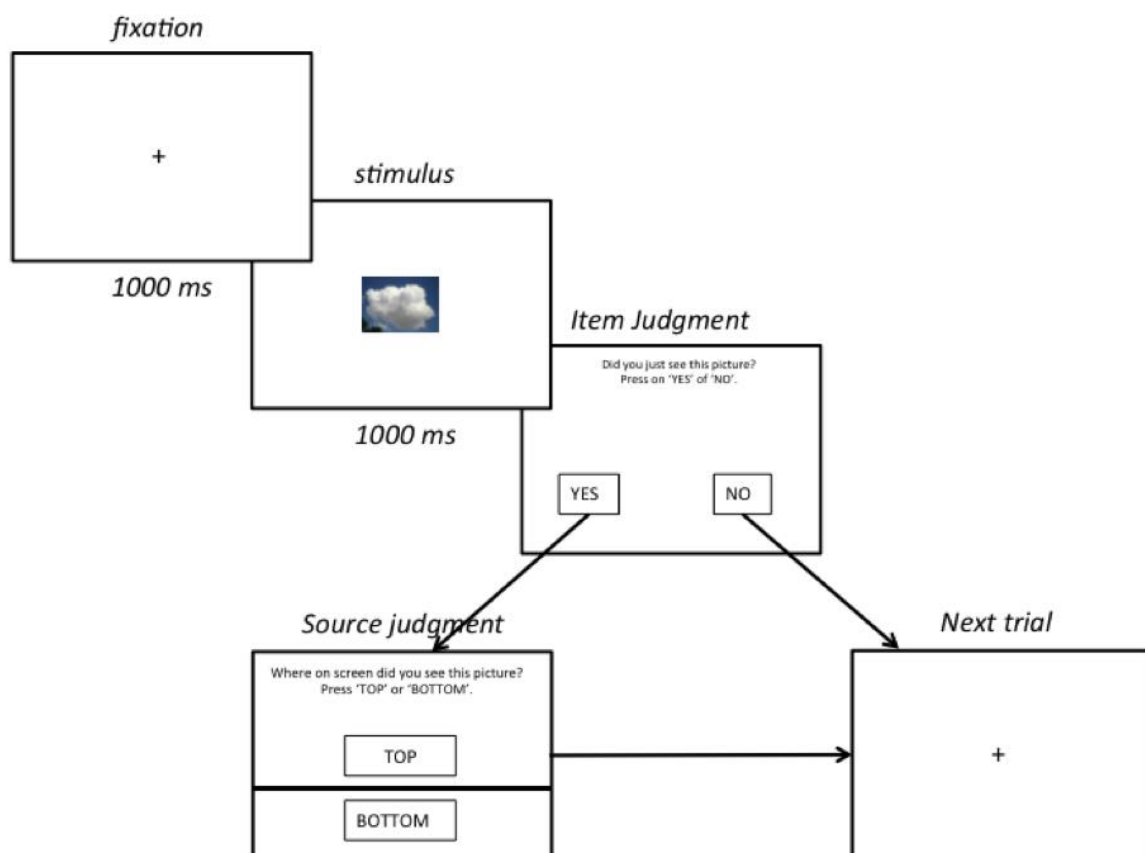 fixation
+
1000 ms
stimulus
1000 ms
Item Judgment
Did you just see this picture?
Press on ‘YES’ of ‘NO’.
YES
NO
Source judgment
Where on screen did you see this picture?
Press ‘TOP’ or ‘BOTTOM’.
TOP
BOTTOM
Next trial
+